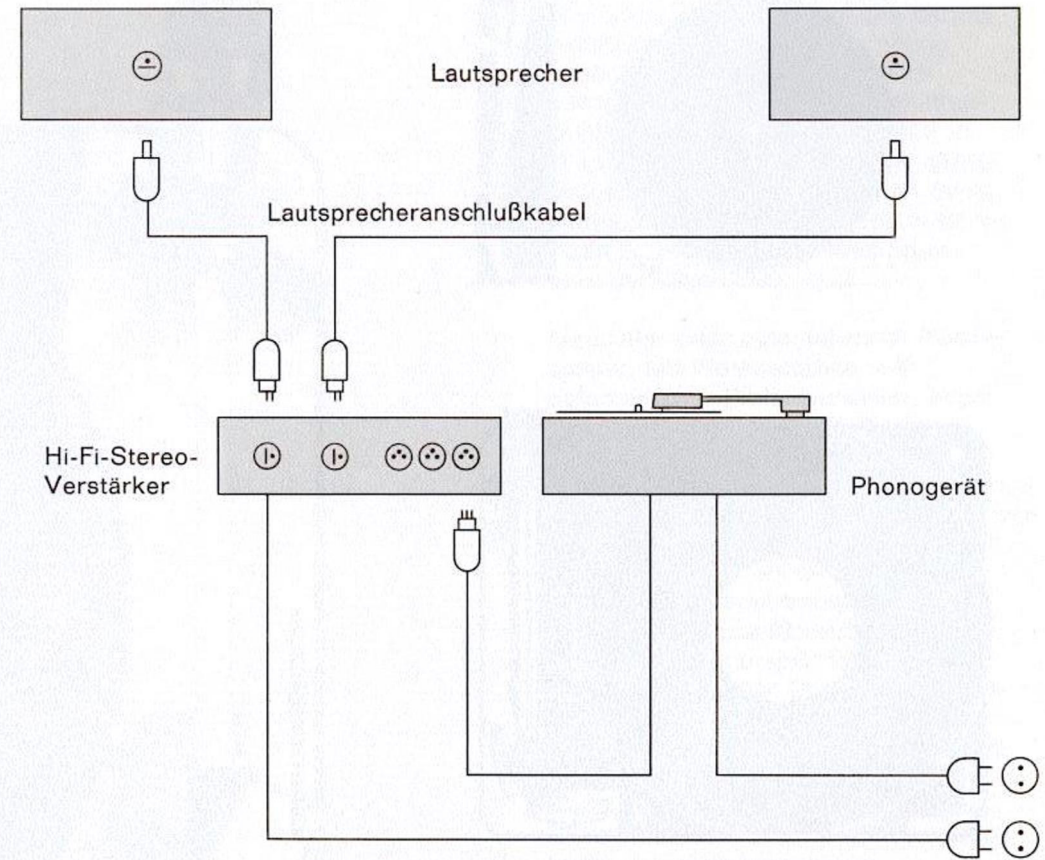 Lautsprecher
Lautsprecheranschlußkabel
Hi-Fi-Stereo-
Verstärker
Phonogerät